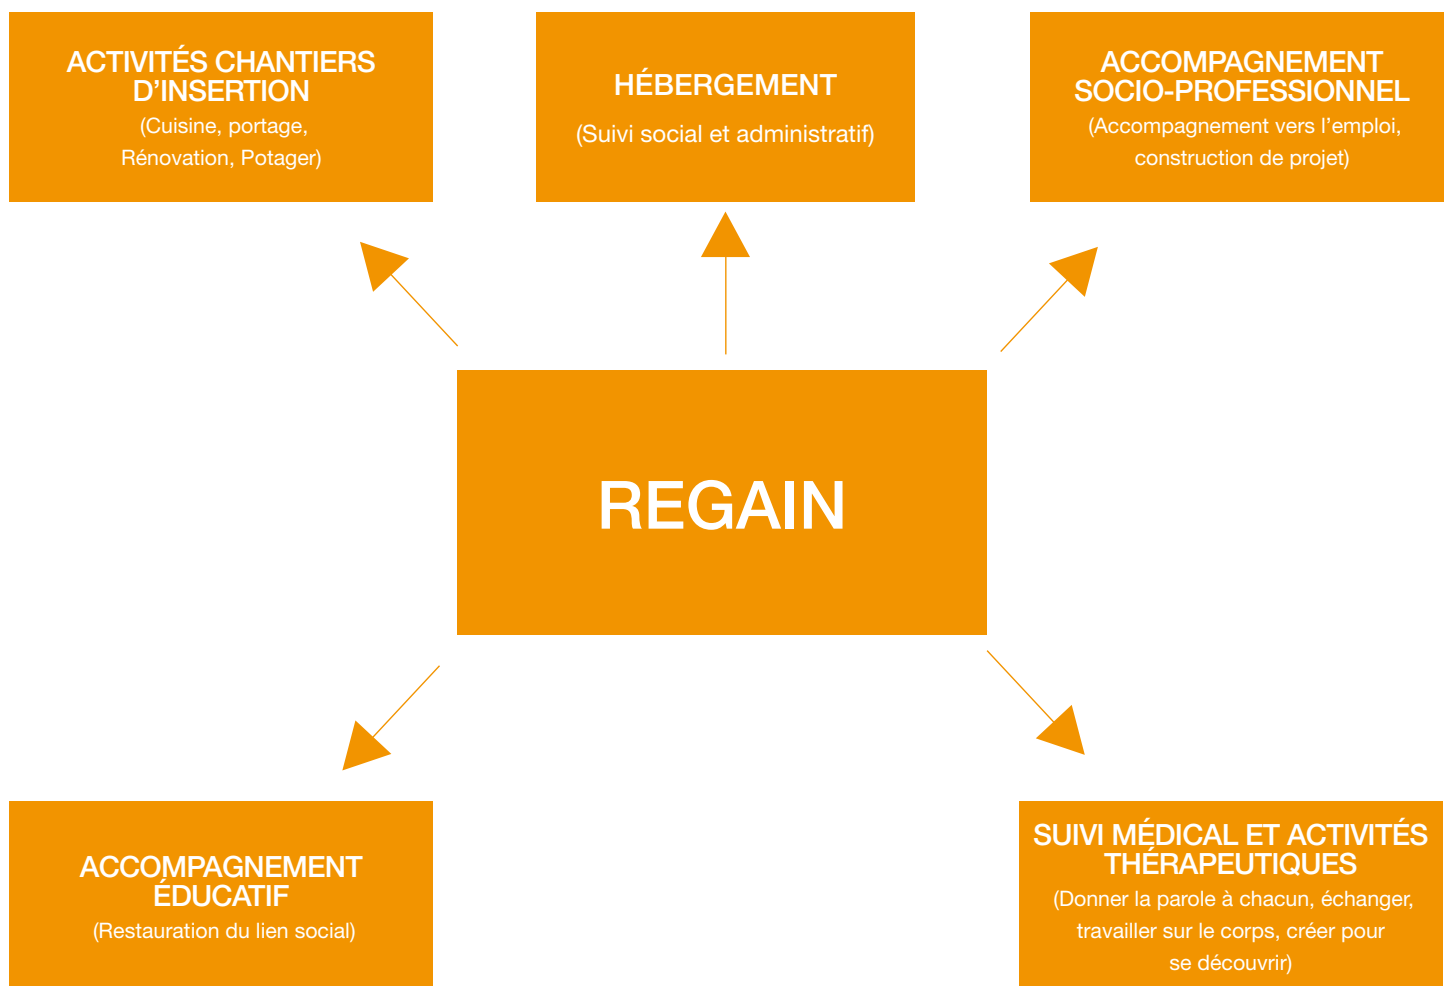 ACTIVITÉS CHANTIERS
D’INSERTION
(Cuisine, portage,
Rénovation, Potager)
HÉBERGEMENT
(Suivi social et administratif)
ACCOMPAGNEMENT
SOCIO-PROFESSIONNEL
(Accompagnement vers l’emploi,
construction de projet)
REGAIN
ACCOMPAGNEMENT
ÉDUCATIF
(Restauration du lien social)
SUIVI MÉDICAL ET ACTIVITÉS
THÉRAPEUTIQUES
(Donner la parole à chacun, échanger,
travailler sur le corps, créer pour
se découvrir)